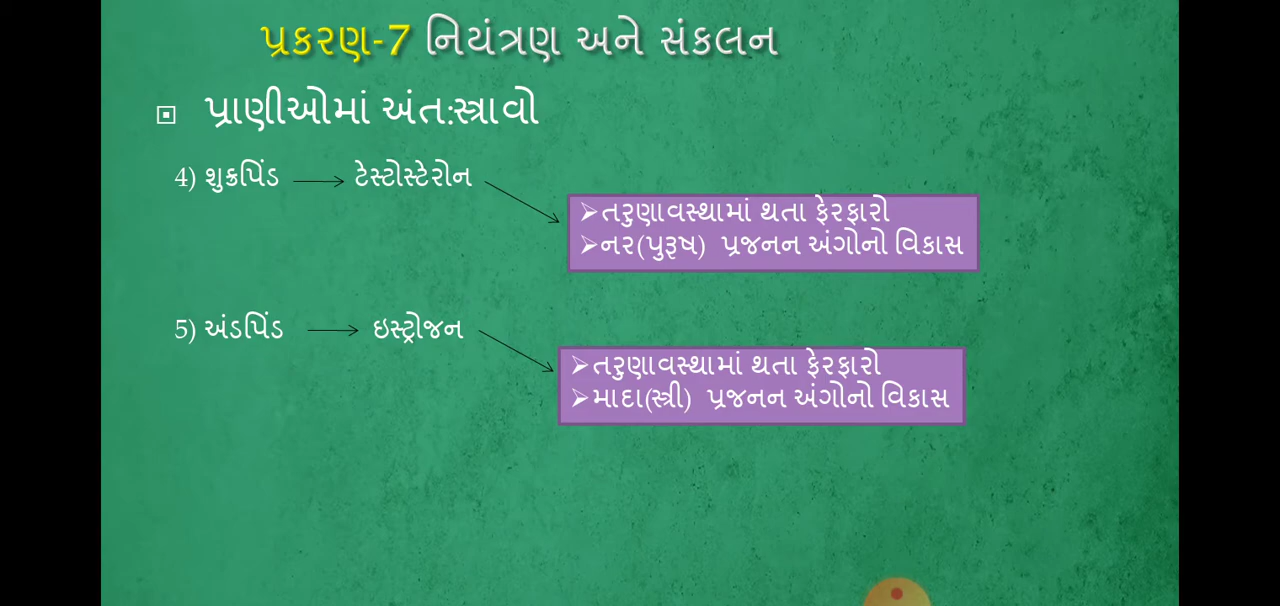 પ્રકરણ-7 નિયંત્રણ અને સંકલન
પ્રાણીઓમાં અંત:સ્ત્રાવો
4) શુક્રપિંડ ટેસ્ટોસ્ટેરોન
➢તરુણાવસ્થામાં થતા ફેરફારો
➢નર(પુરૂષ) પ્રજનન અંગોનો વિકાસ
5) અંડપિંડ ઇસ્ટ્રોજન
➢તરુણાવસ્થામાં થતા ફેરફારો
➢માદા(સ્ત્રી) પ્રજનન અંગોનો વિકાસ